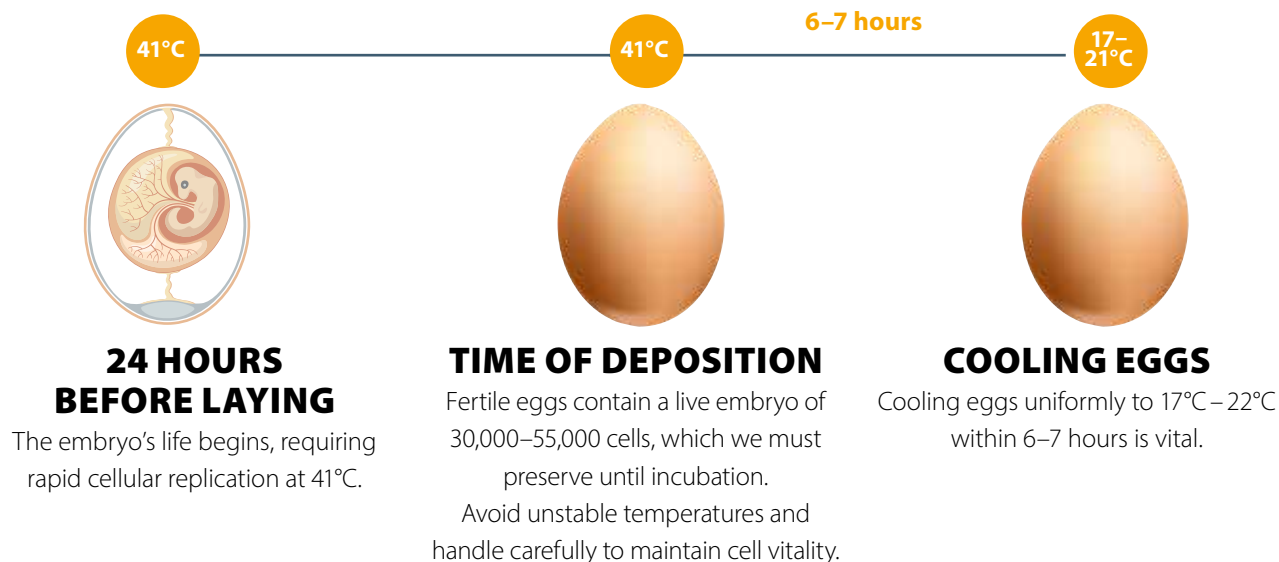 6–7 hours
41°C
41°C
17–
21°C
24 HOURS
BEFORE LAYING
The embryo’s life begins, requiring
rapid cellular replication at 41°C.
TIME OF DEPOSITION
Fertile eggs contain a live embryo of
30,000–55,000 cells, which we must
preserve until incubation.
Avoid unstable temperatures and
handle carefully to maintain cell vitality.
COOLING EGGS
Cooling eggs uniformly to 17°C – 22°C
within 6–7 hours is vital.